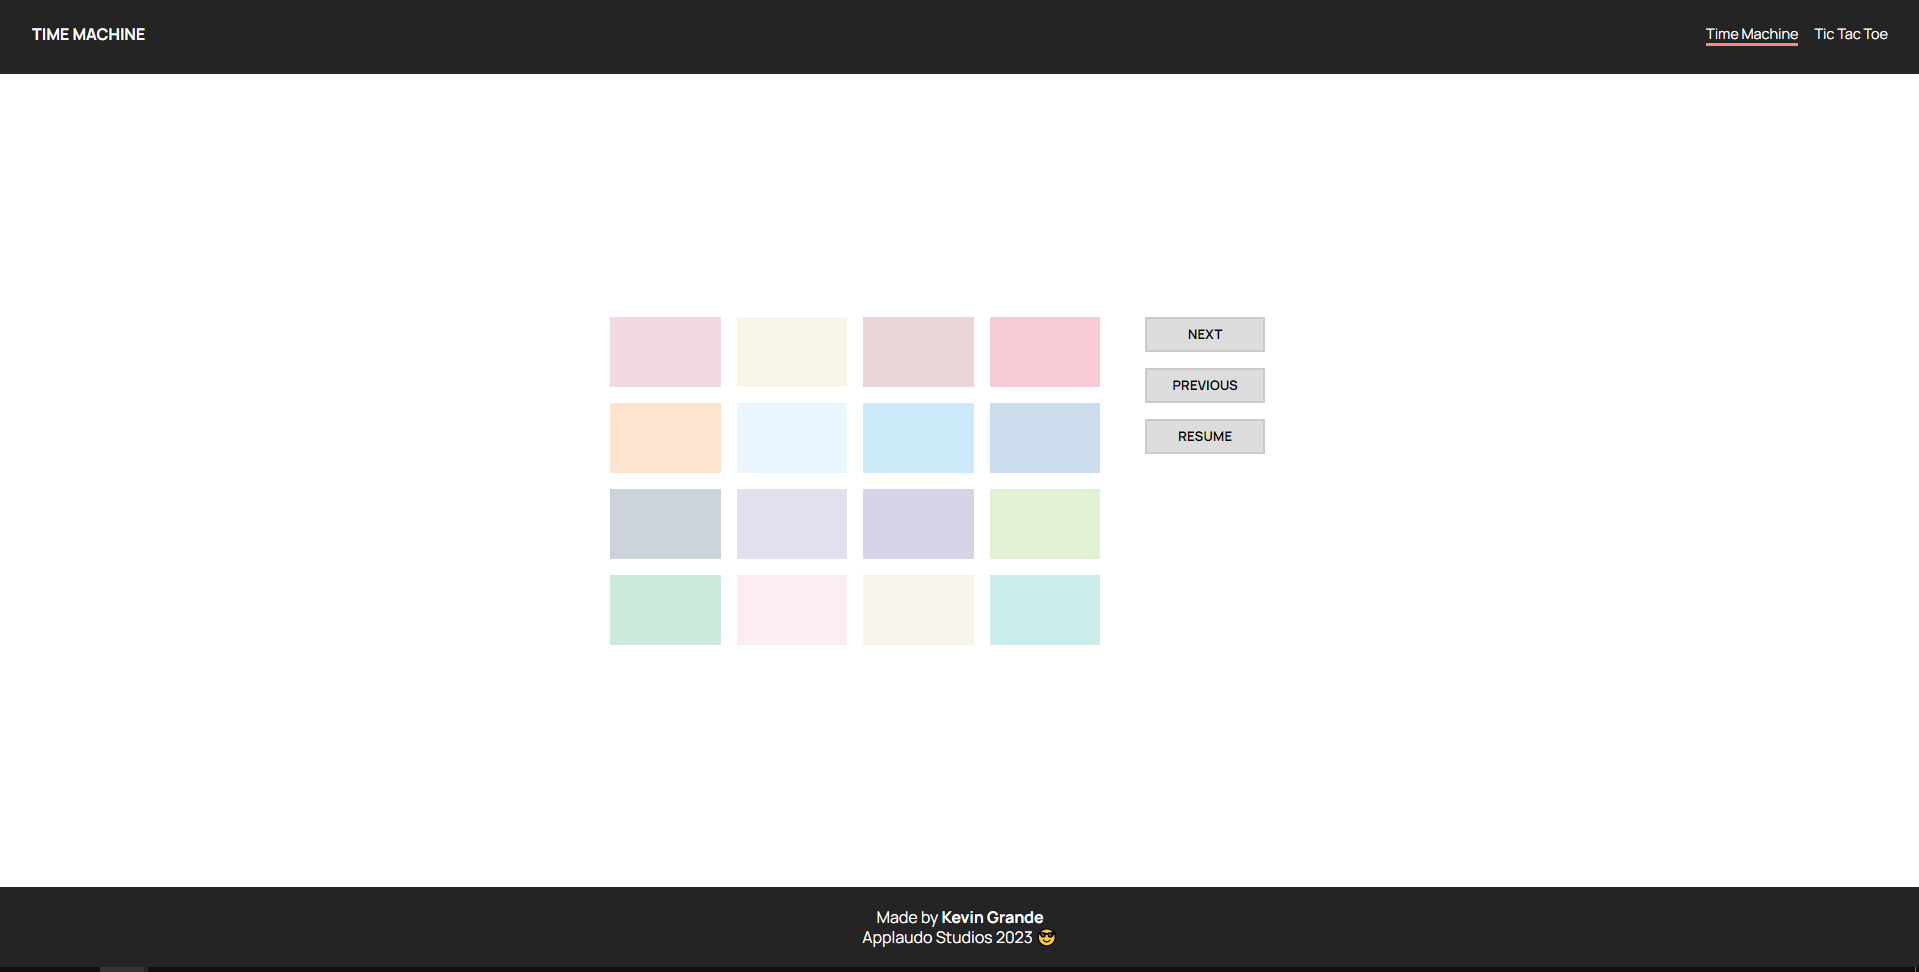 TIME MACHINE
Time Machine
Tic Tac Toe
NEXT
PREVIOUS
RESUME
Made by Kevin Grande
Applaudo Studios 2023 😎